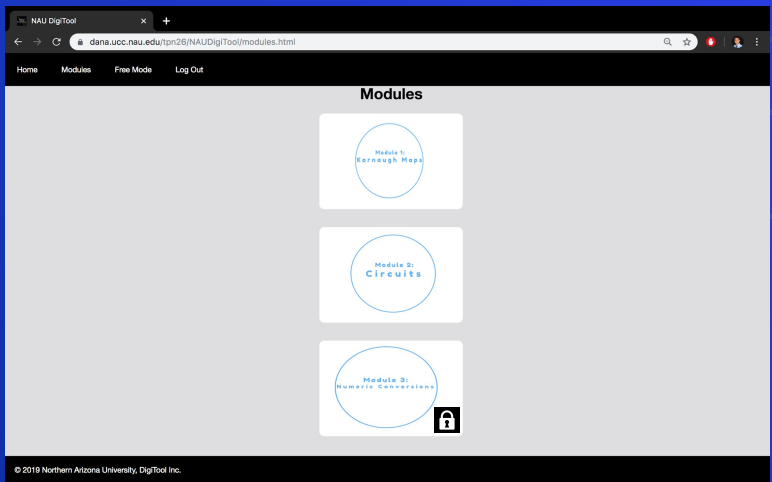 NAU DigiTool
dana.ucc.nau.edu/tpn26/NAUDigiTool/modules.html
Home Modules Free Mode Log Out
Modules
Module 1:
Karnaugh Maps
Module 2:
Circuits
Module 3:
Numeric Conversions
© 2019 Northern Arizona University, DigiTool Inc.